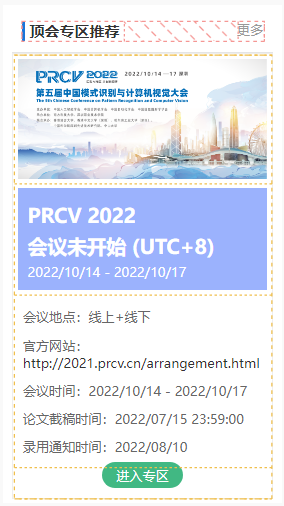 顶会专区推荐
更多
PRCV 2022
2022/10/14—17 深圳
第五届中国模式识别与计算机视觉大会
The 5th Chinese Conference on Pattern Recognition and Computer Vision
PRCV 2022
会议未开始 (UTC+8)
2022/10/14 - 2022/10/17
会议地点：线上+线下
官方网站：
http://2021.prcv.cn/arrangement.html
会议时间：2022/10/14 - 2022/10/17
论文截稿时间：2022/07/15 23:59:00
录用通知时间：2022/08/10
进入专区